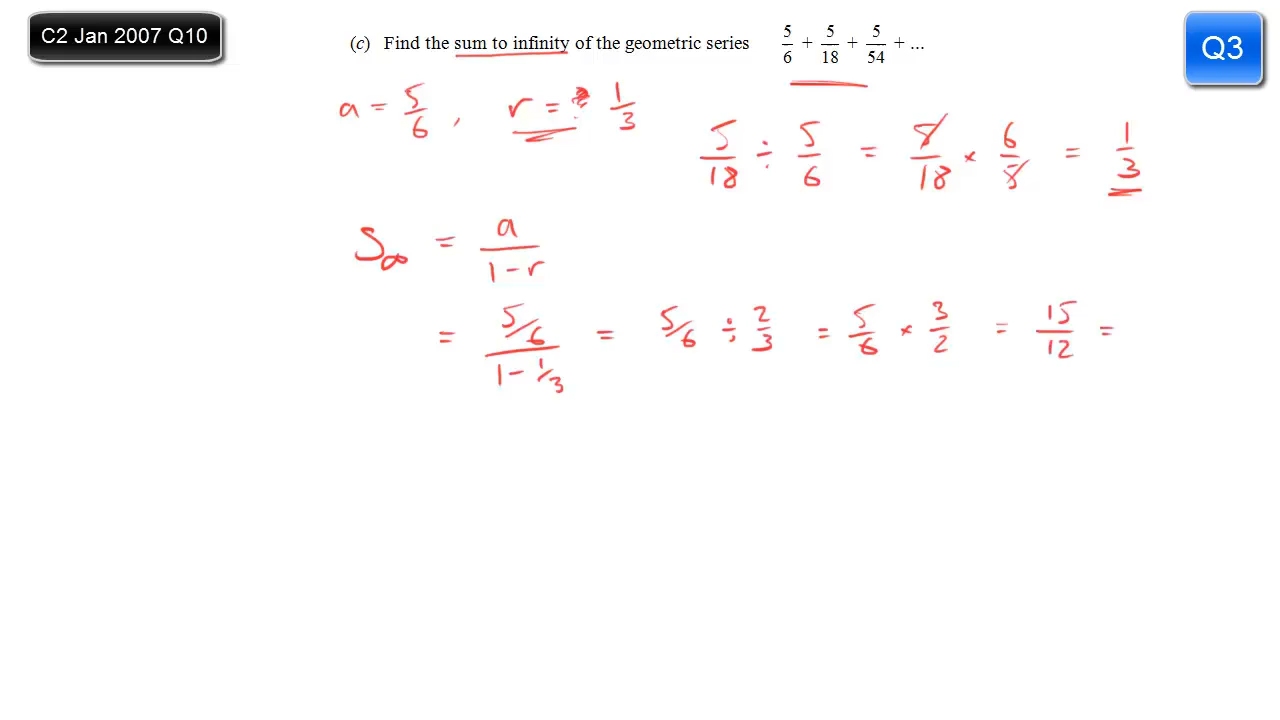 C2 Jan 2007 Q10
Q3
(c) Find the sum to infinity of the geometric series 5/6 + 5/18 + 5/54 + ...
a = 5/6 , r = 1/3
5/18 ÷ 5/6 = 5/18 × 6/5 = 1/3
S∞ = a/(1-r)
= (5/6)/(1-1/3) = 5/6 ÷ 2/3 = 5/6 × 3/2 = 15/12 =